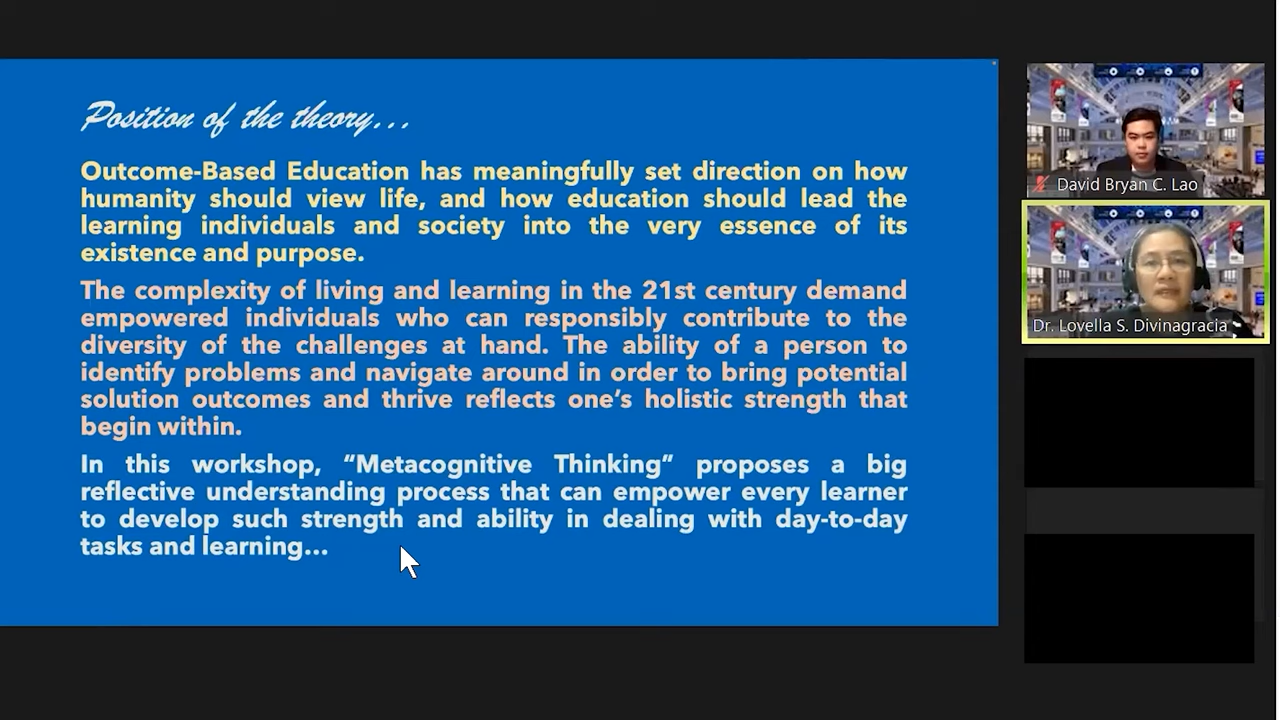 Position of the theory...
Outcome-Based Education has meaningfully set direction on how
humanity should view life, and how education should lead the
learning individuals and society into the very essence of its
existence and purpose.
The complexity of living and learning in the 21st century demand
empowered individuals who can responsibly contribute to the
diversity of the challenges at hand. The ability of a person to
identify problems and navigate around in order to bring potential
solution outcomes and thrive reflects one’s holistic strength that
begin within.
In this workshop, “Metacognitive Thinking” proposes a big
reflective understanding process that can empower every learner
to develop such strength and ability in dealing with day-to-day
tasks and learning...
David Bryan C. Lao
Dr. Lovella S. Divinagracia